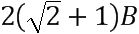 2(√2 + 1)B